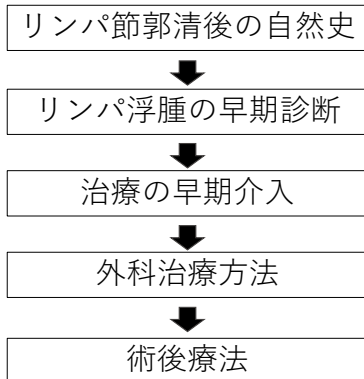 リンパ節郭清後の自然史
リンパ浮腫の早期診断
治療の早期介入
外科治療方法
術後療法